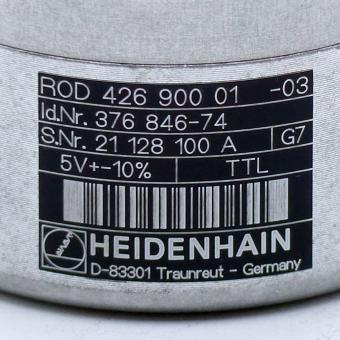 ROD 426 900 01 -03
Id.Nr. 376 846-74
S.Nr. 21 128 100 A G7
5V+-10% TTL
HEIDENHAIN
D-83301 Traunreut - Germany